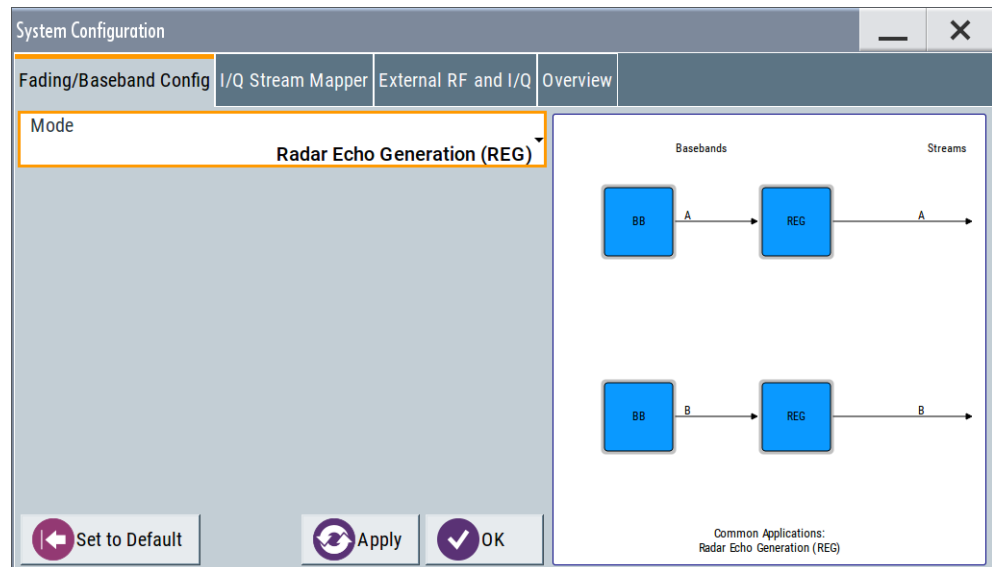 System Configuration
Fading/Baseband Config I/Q Stream Mapper External RF and I/Q Overview
Mode
Radar Echo Generation (REG)
Basebands Streams
BB A REG A
BB B REG B
Set to Default Apply OK
Common Applications:
Radar Echo Generation (REG)